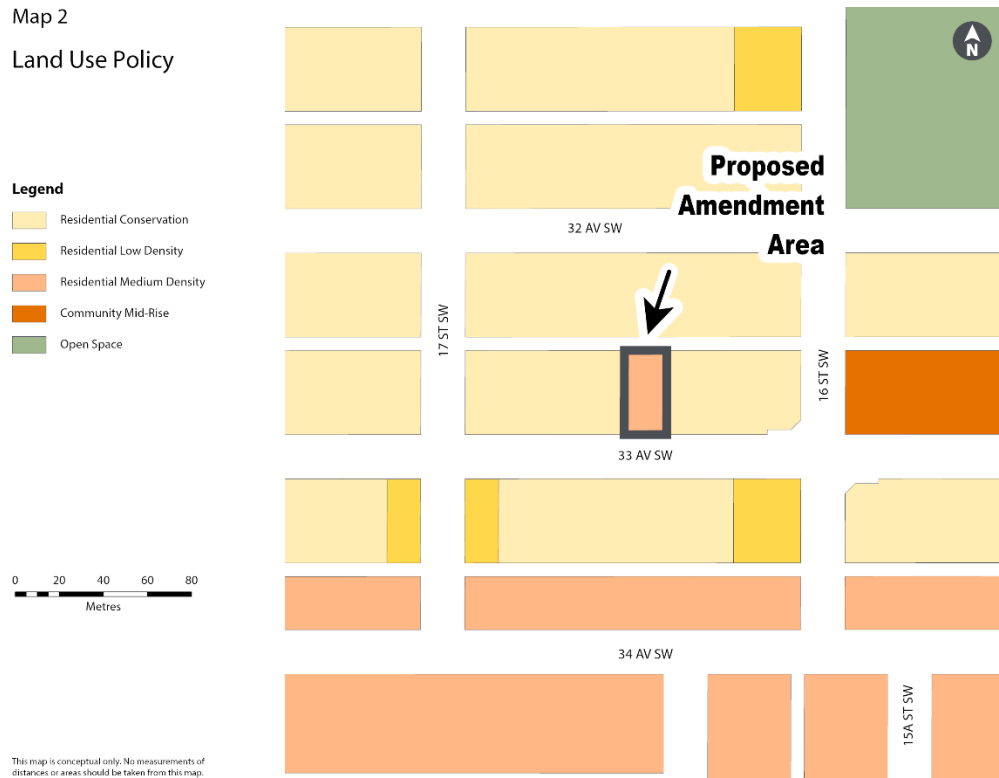 Map 2
Land Use Policy
N
Legend
Residential Conservation
Residential Low Density
Residential Medium Density
Community Mid-Rise
Open Space
Proposed
Amendment
Area
32 AV SW
17 ST SW
16 ST SW
33 AV SW
0 20 40 60 80
Metres
34 AV SW
15A ST SW
This map is conceptual only. No measurements of
distances or areas should be taken from this map.